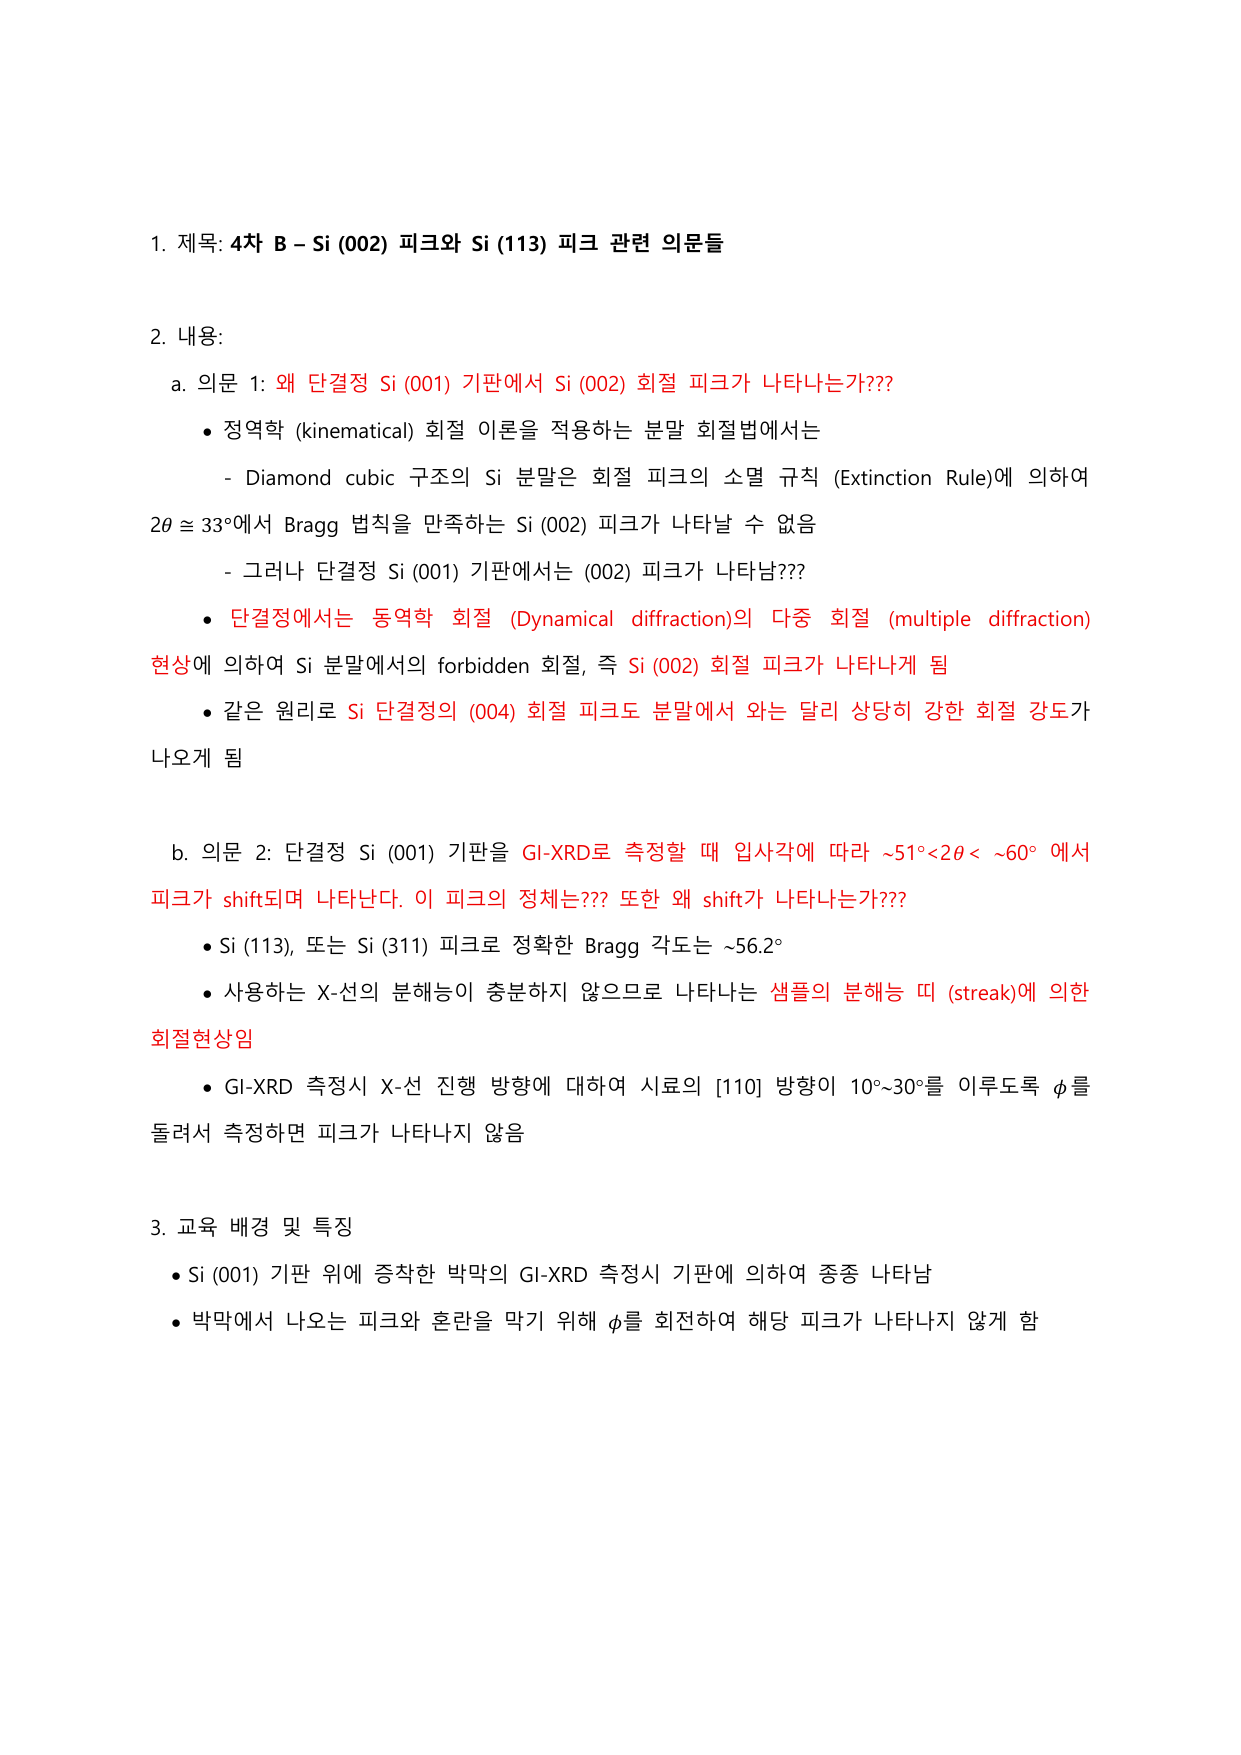 1. 제목: 4차 B – Si (002) 피크와 Si (113) 피크 관련 의문들
2. 내용:
a. 의문 1: 왜 단결정 Si (001) 기판에서 Si (002) 회절 피크가 나타나는가???
• 정역학 (kinematical) 회절 이론을 적용하는 분말 회절법에서는
- Diamond cubic 구조의 Si 분말은 회절 피크의 소멸 규칙 (Extinction Rule)에 의하여
2θ ≅ 33°에서 Bragg 법칙을 만족하는 Si (002) 피크가 나타날 수 없음
- 그러나 단결정 Si (001) 기판에서는 (002) 피크가 나타남???
• 단결정에서는 동역학 회절 (Dynamical diffraction)의 다중 회절 (multiple diffraction)
현상에 의하여 Si 분말에서의 forbidden 회절, 즉 Si (002) 회절 피크가 나타나게 됨
• 같은 원리로 Si 단결정의 (004) 회절 피크도 분말에서 와는 달리 상당히 강한 회절 강도가
나오게 됨
b. 의문 2: 단결정 Si (001) 기판을 GI-XRD로 측정할 때 입사각에 따라 ~51°<2θ < ~60° 에서
피크가 shift되며 나타난다. 이 피크의 정체는??? 또한 왜 shift가 나타나는가???
• Si (113), 또는 Si (311) 피크로 정확한 Bragg 각도는 ~56.2°
• 사용하는 X-선의 분해능이 충분하지 않으므로 나타나는 샘플의 분해능 띠 (streak)에 의한
회절현상임
• GI-XRD 측정시 X-선 진행 방향에 대하여 시료의 [110] 방향이 10°~30°를 이루도록 ϕ를
돌려서 측정하면 피크가 나타나지 않음
3. 교육 배경 및 특징
• Si (001) 기판 위에 증착한 박막의 GI-XRD 측정시 기판에 의하여 종종 나타남
• 박막에서 나오는 피크와 혼란을 막기 위해 ϕ를 회전하여 해당 피크가 나타나지 않게 함